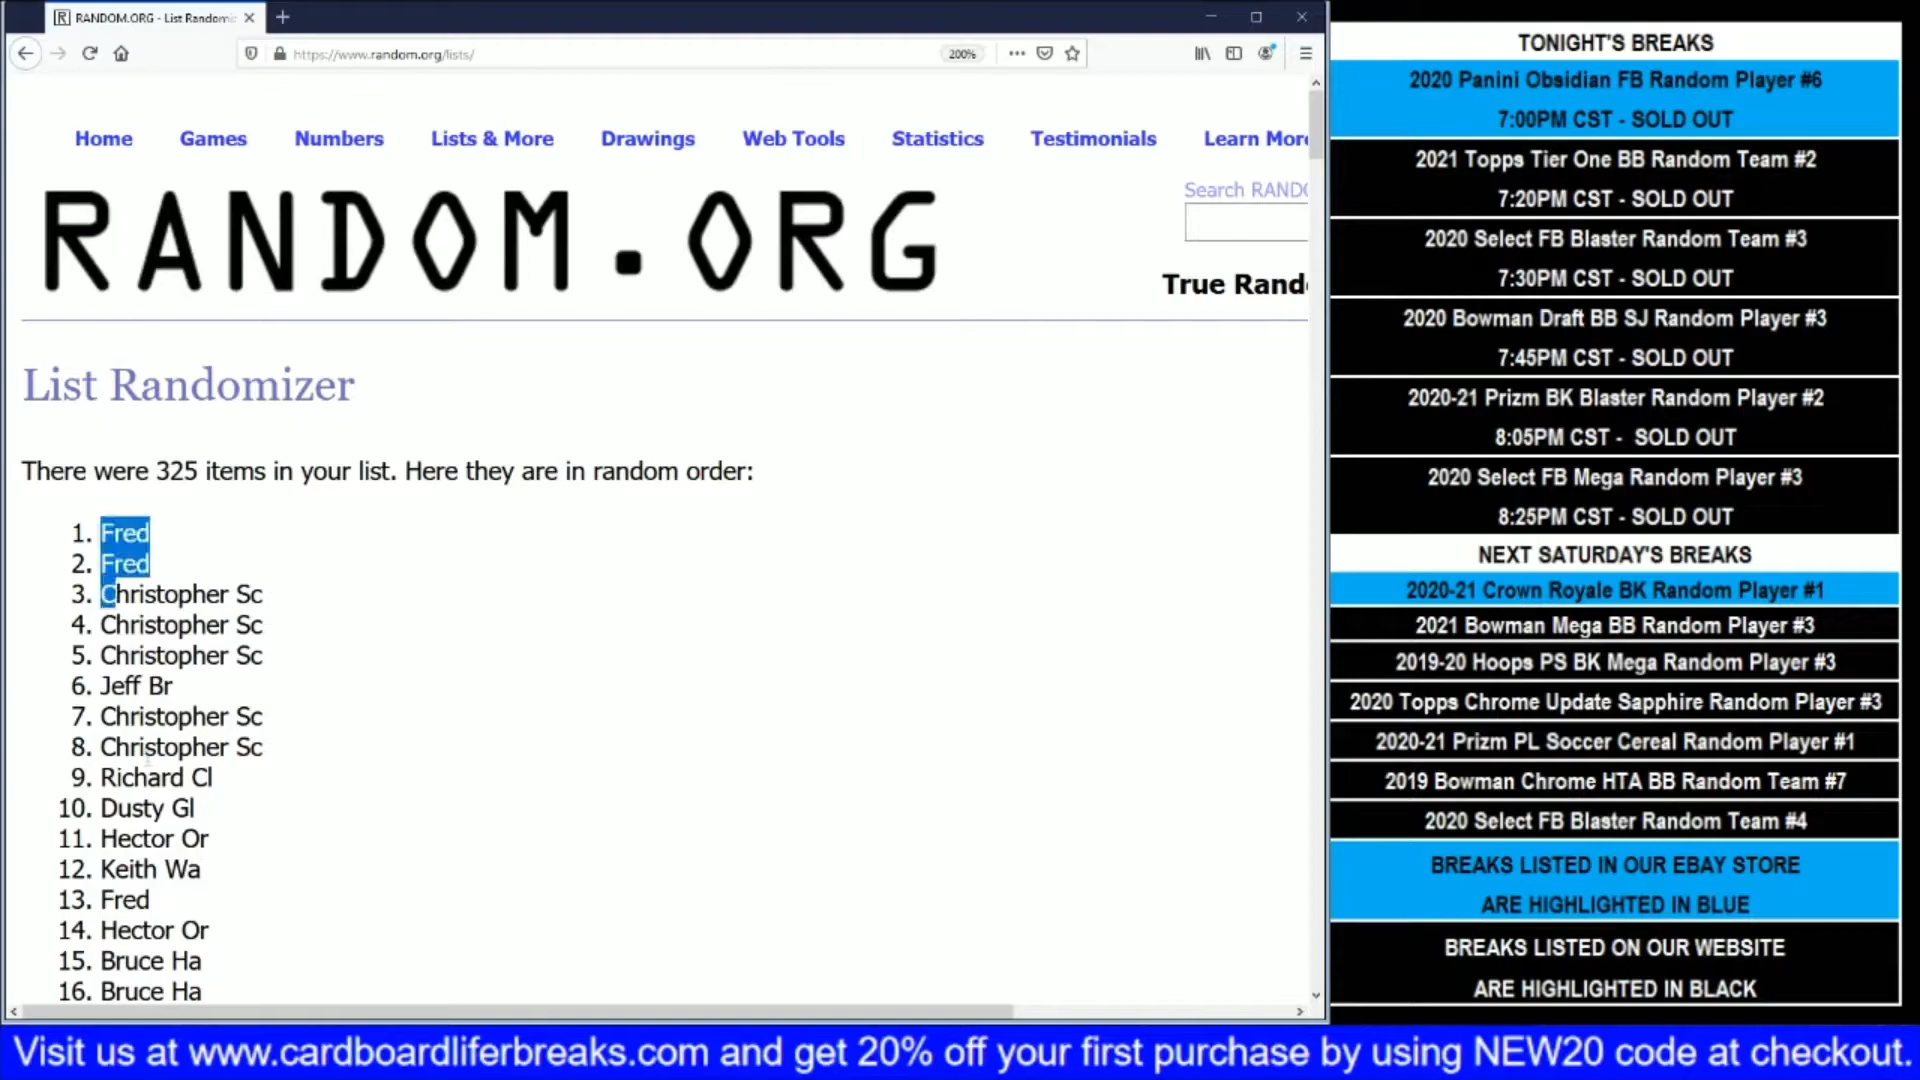 RANDOM.ORG - List Randomi
https://www.random.org/lists/
200%
Home Games Numbers Lists & More Drawings Web Tools Statistics Testimonials Learn More
RANDOM.ORG
Search RANDO
True Rand
List Randomizer
There were 325 items in your list. Here they are in random order:
1. Fred
2. Fred
3. Christopher Sc
4. Christopher Sc
5. Christopher Sc
6. Jeff Br
7. Christopher Sc
8. Christopher Sc
9. Richard Cl
10. Dusty Gl
11. Hector Or
12. Keith Wa
13. Fred
14. Hector Or
15. Bruce Ha
16. Bruce Ha
TONIGHT'S BREAKS
2020 Panini Obsidian FB Random Player #6
7:00PM CST - SOLD OUT
2021 Topps Tier One BB Random Team #2
7:20PM CST - SOLD OUT
2020 Select FB Blaster Random Team #3
7:30PM CST - SOLD OUT
2020 Bowman Draft BB SJ Random Player #3
7:45PM CST - SOLD OUT
2020-21 Prizm BK Blaster Random Player #2
8:05PM CST - SOLD OUT
2020 Select FB Mega Random Player #3
8:25PM CST - SOLD OUT
NEXT SATURDAY'S BREAKS
2020-21 Crown Royale BK Random Player #1
2021 Bowman Mega BB Random Player #3
2019-20 Hoops PS BK Mega Random Player #3
2020 Topps Chrome Update Sapphire Random Player #3
2020-21 Prizm PL Soccer Cereal Random Player #1
2019 Bowman Chrome HTA BB Random Team #7
2020 Select FB Blaster Random Team #4
BREAKS LISTED IN OUR EBAY STORE
ARE HIGHLIGHTED IN BLUE
BREAKS LISTED ON OUR WEBSITE
ARE HIGHLIGHTED IN BLACK
Visit us at www.cardboardliferbreaks.com and get 20% off your first purchase by using NEW20 code at checkout.